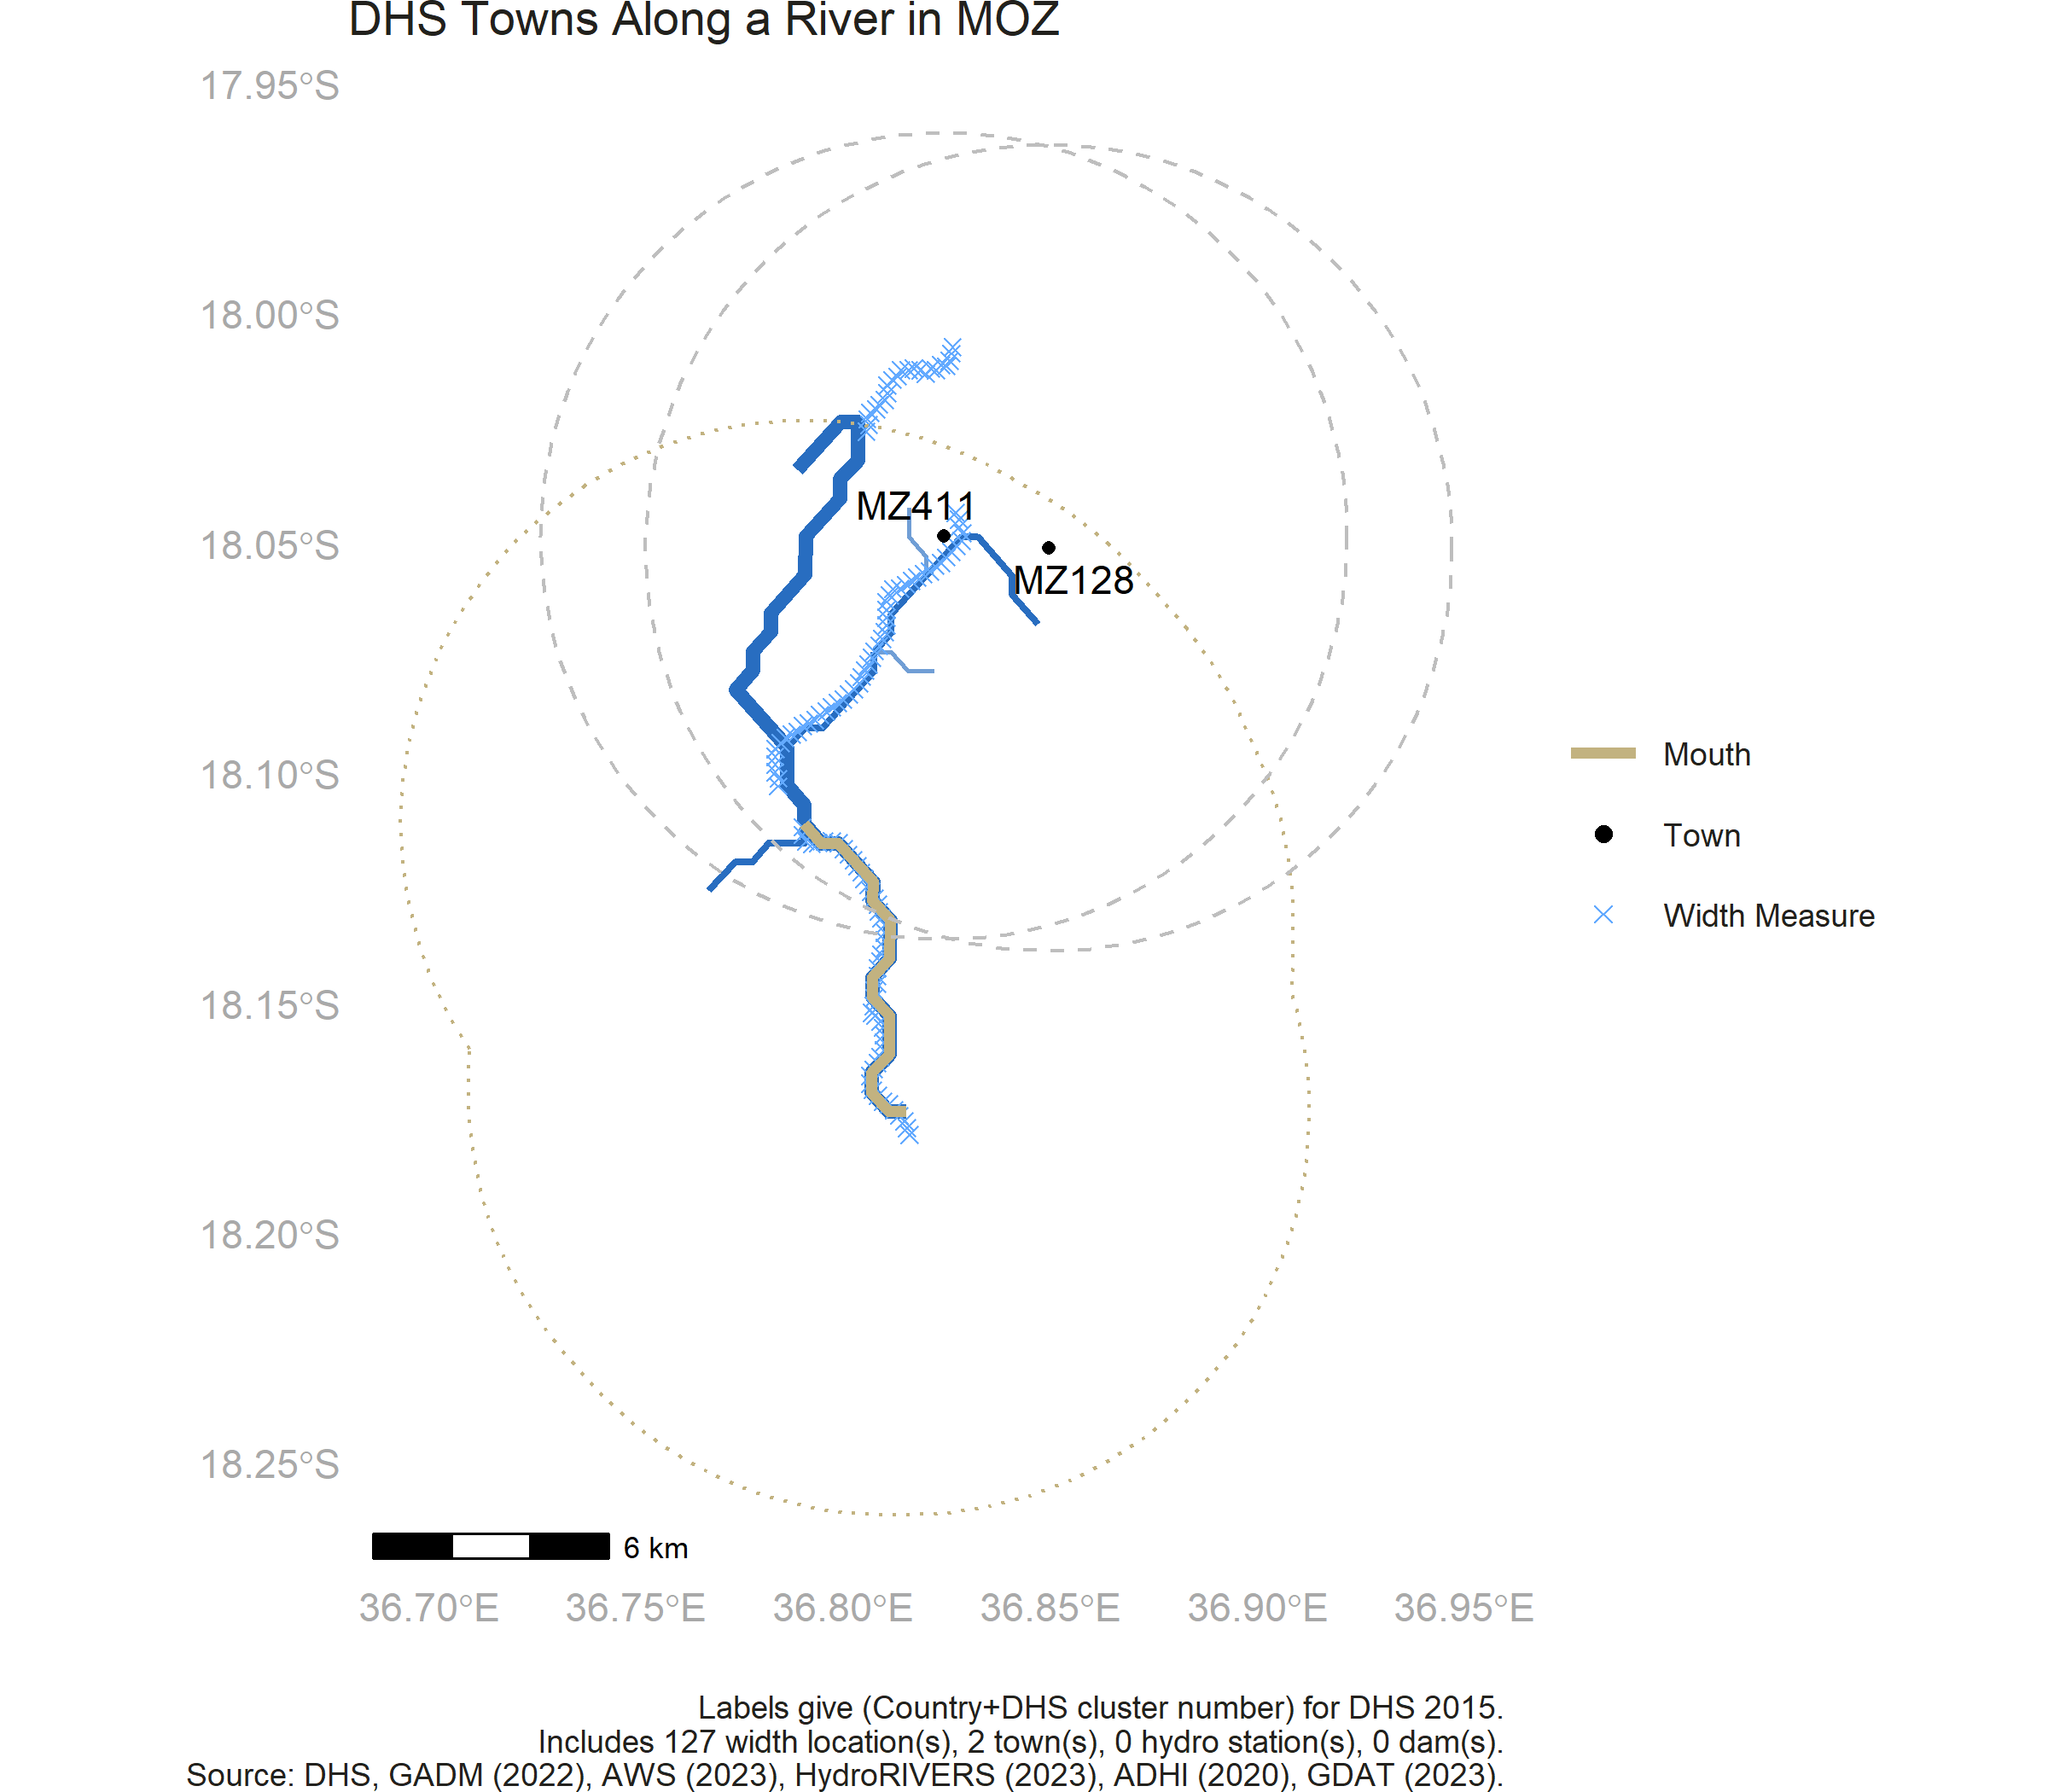 DHS Towns Along a River in MOZ
17.95°S
18.00°S
MZ411
18.05°S
MZ128
18.10°S
Mouth
Town
Width Measure
18.15°S
18.20°S
18.25°S
6 km
36.70°E 36.75°E 36.80°E 36.85°E 36.90°E 36.95°E
Labels give (Country+DHS cluster number) for DHS 2015.
Includes 127 width location(s), 2 town(s), 0 hydro station(s), 0 dam(s).
Source: DHS, GADM (2022), AWS (2023), HydroRIVERS (2023), ADHI (2020), GDAT (2023).